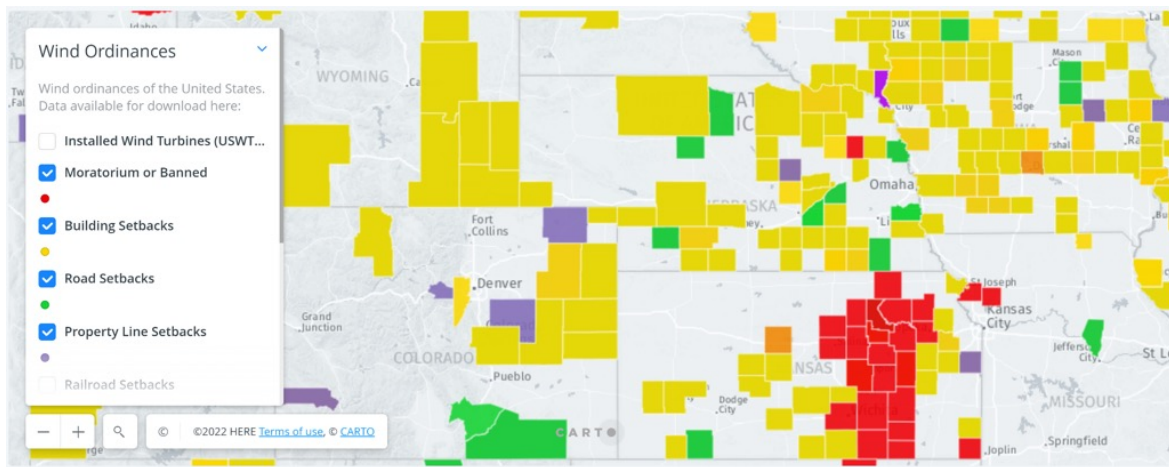 Idaho
Wind Ordinances
Wind ordinances of the United States.
Data available for download here:
Installed Wind Turbines (USWT...
Moratorium or Banned
Building Setbacks
Road Setbacks
Property Line Setbacks
Railroad Setbacks
©2022 HERE Terms of use, © CARTO
WYOMING
Fort
Collins
Denver
Grand
Junction
COLORADO
Pueblo
CARTO
Omaha
City
Mason
St Joseph
Kansas
City
Dodge
City
Wichita
MISSOURI
Joplin
Springfield